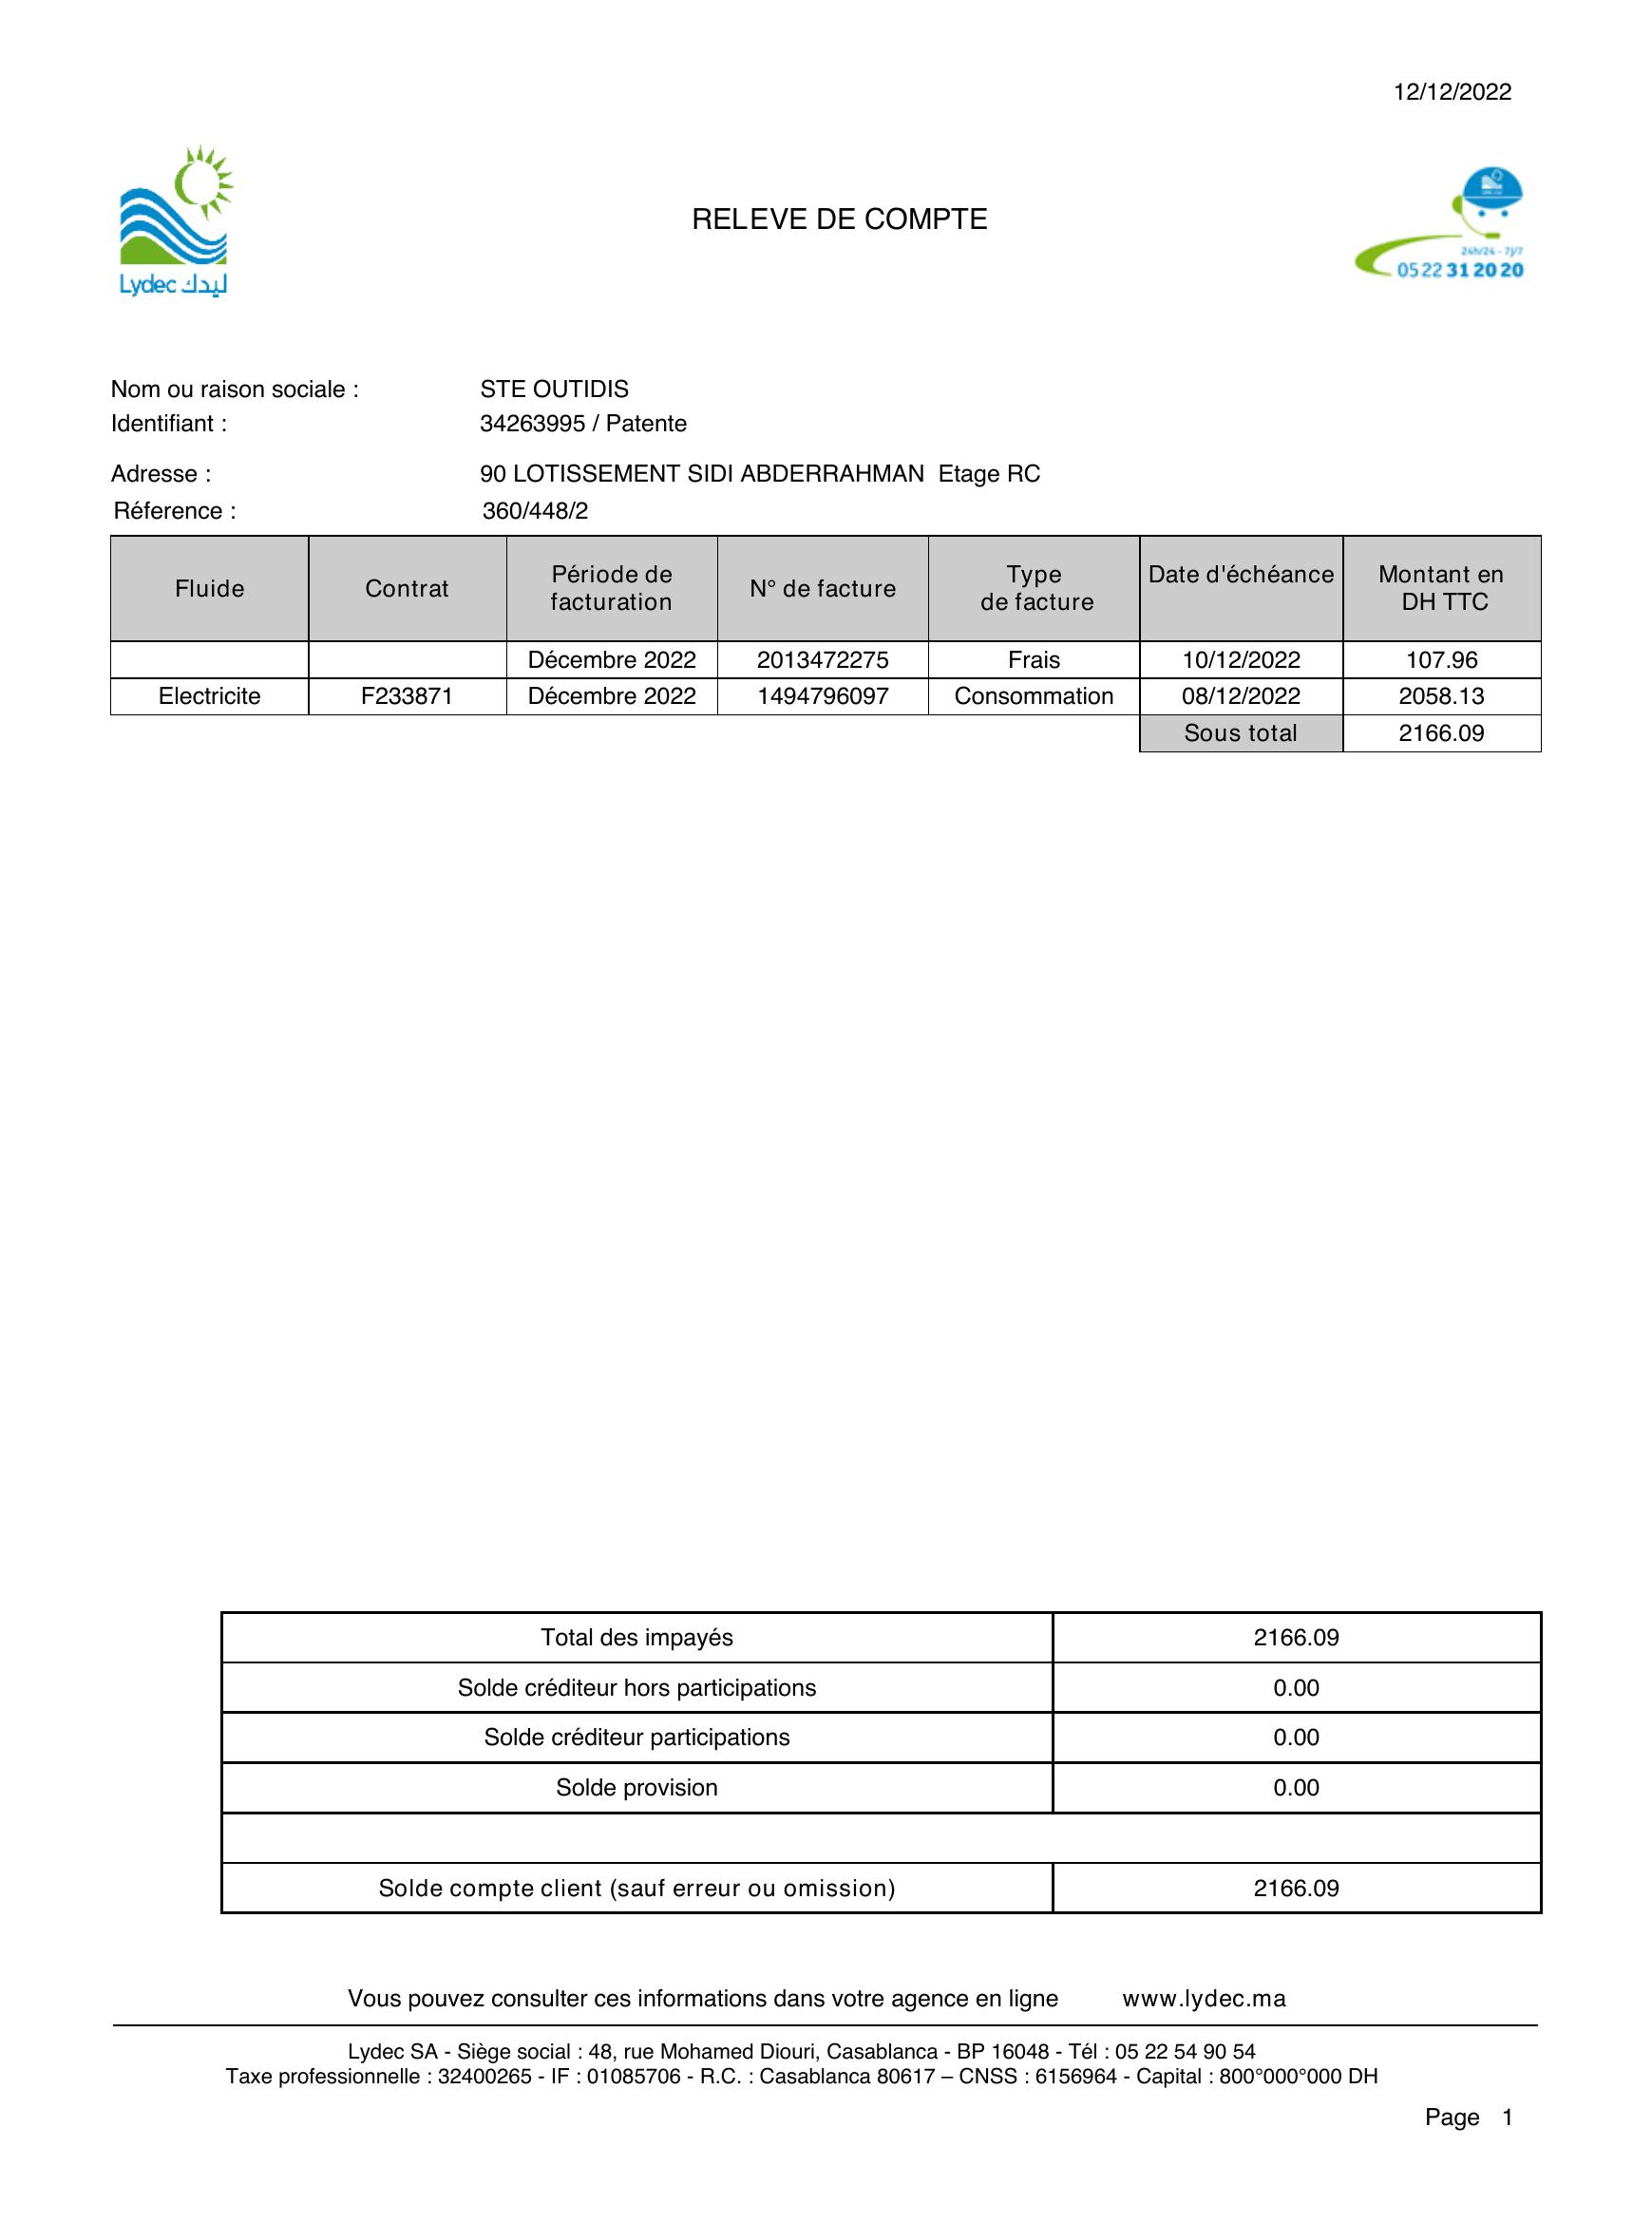 12/12/2022
RELEVE DE COMPTE
Lydec ليدك
24h/24 - 7j/7
05 22 31 20 20
Nom ou raison sociale : STE OUTIDIS
Identifiant : 34263995 / Patente
Adresse : 90 LOTISSEMENT SIDI ABDERRAHMAN Etage RC
Réference : 360/448/2
Fluide Contrat Période de facturation N° de facture Type de facture Date d'échéance Montant en DH TTC
Décembre 2022 2013472275 Frais 10/12/2022 107.96
Electricite F233871 Décembre 2022 1494796097 Consommation 08/12/2022 2058.13
Sous total 2166.09
Total des impayés 2166.09
Solde créditeur hors participations 0.00
Solde créditeur participations 0.00
Solde provision 0.00
Solde compte client (sauf erreur ou omission) 2166.09
Vous pouvez consulter ces informations dans votre agence en ligne www.lydec.ma
Lydec SA - Siège social : 48, rue Mohamed Diouri, Casablanca - BP 16048 - Tél : 05 22 54 90 54
Taxe professionnelle : 32400265 - IF : 01085706 - R.C. : Casablanca 80617 – CNSS : 6156964 - Capital : 800°000°000 DH
Page 1